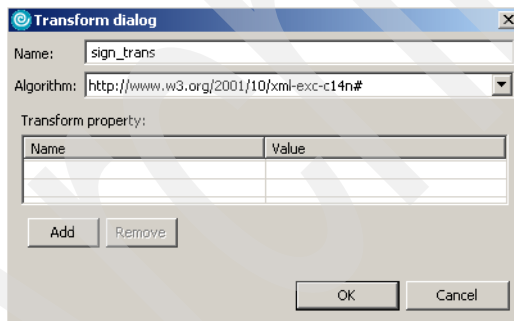 Transform dialog
Name: sign_trans
Algorithm: http://www.w3.org/2001/10/xml-exc-c14n#
Transform property:
Name Value
Add Remove
OK Cancel